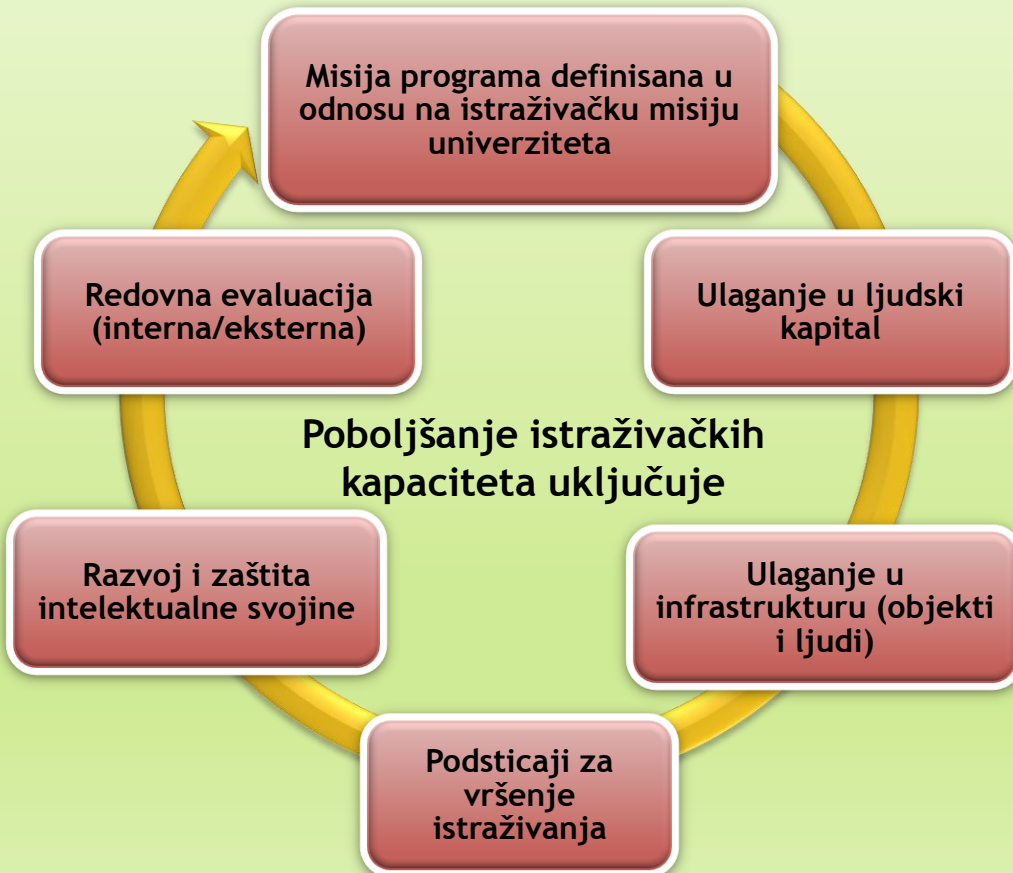 Misija programa definisana u
odnosu na istraživačku misiju
univerziteta
Redovna evaluacija
(interna/eksterna)
Ulaganje u ljudski
kapital
Poboljšanje istraživačkih
kapaciteta uključuje
Razvoj i zaštita
intelektualne svojine
Ulaganje u
infrastrukturu (objekti
i ljudi)
Podsticaji za
vršenje
istraživanja